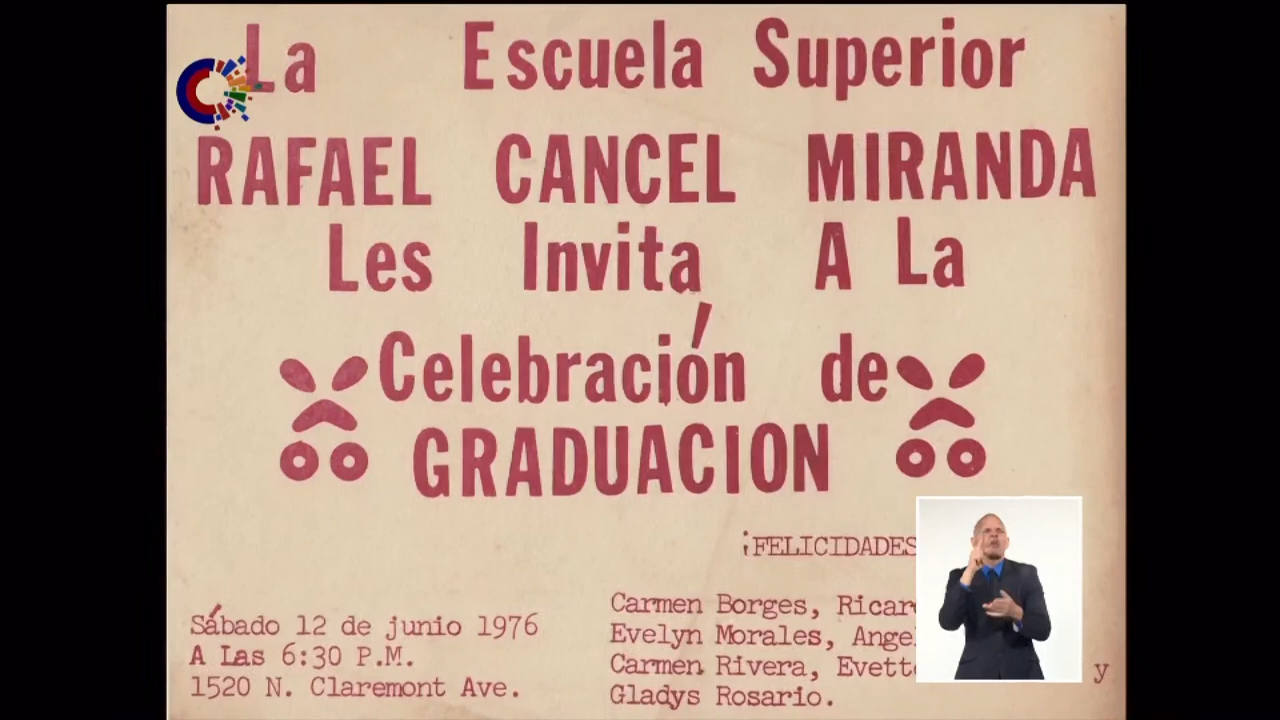 La Escuela Superior
RAFAEL CANCEL MIRANDA
Les Invita A La
Celebración de
GRADUACION
¡FELICIDADES
Sábado 12 de junio 1976
A Las 6:30 P.M.
1520 N. Claremont Ave.
Carmen Borges,
Evelyn Morales,
Carmen Rivera, y
Gladys Rosario.